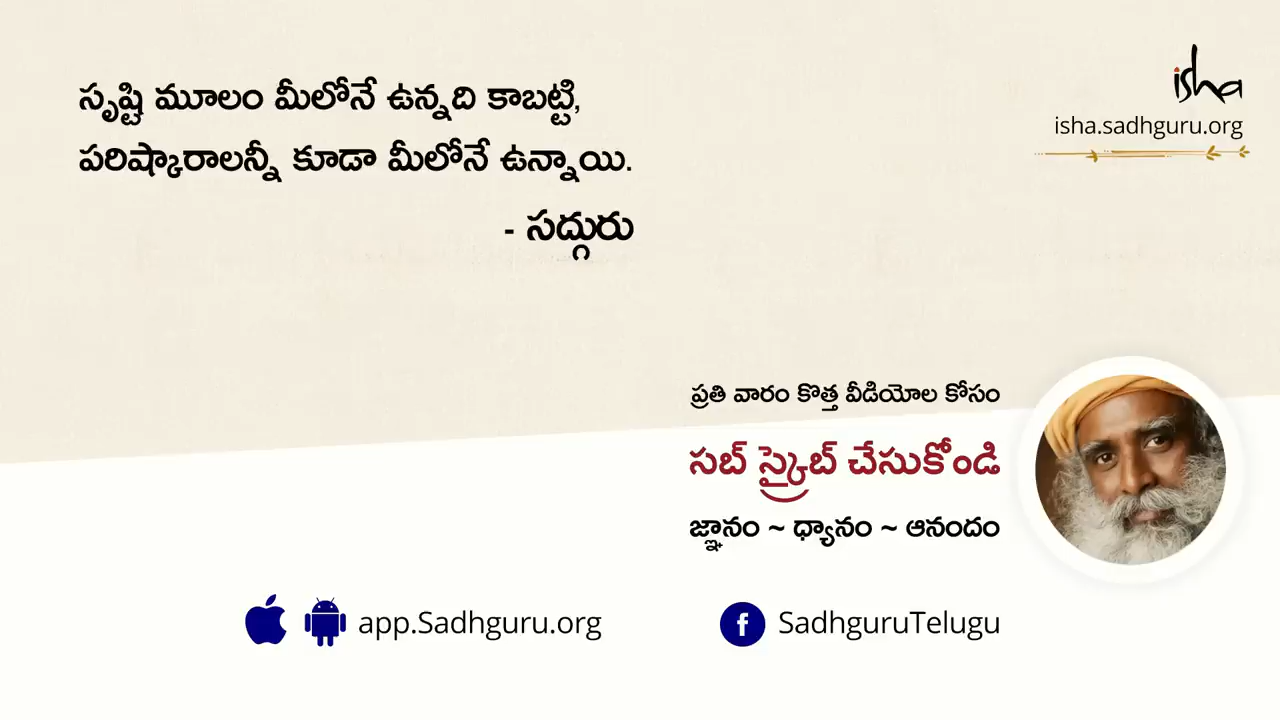 సృష్టి మూలం మీలోనే ఉన్నది కాబట్టి,
పరిష్కారాలన్నీ కూడా మీలోనే ఉన్నాయి.
- సద్గురు
isha
isha.sadhguru.org
ప్రతి వారం కొత్త వీడియోల కోసం
సబ్ స్క్రైబ్ చేసుకోండి
జ్ఞానం ~ ధ్యానం ~ ఆనందం
app.Sadhguru.org
f SadhguruTelugu